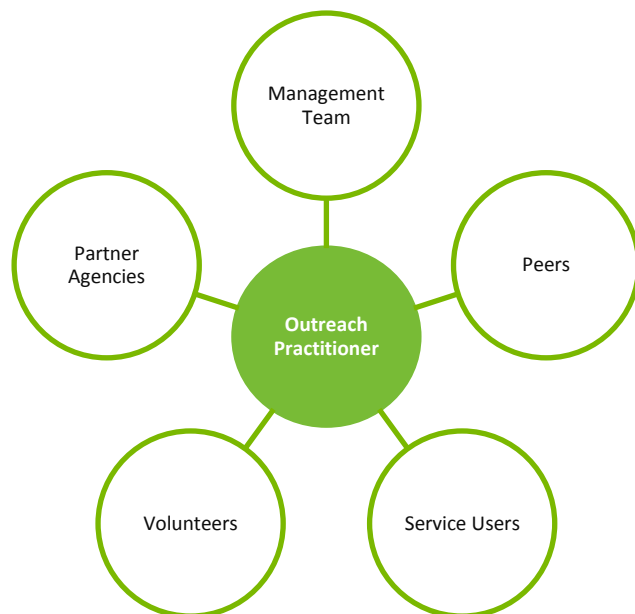 Management
Team
Partner
Agencies
Peers
Outreach
Practitioner
Volunteers
Service Users